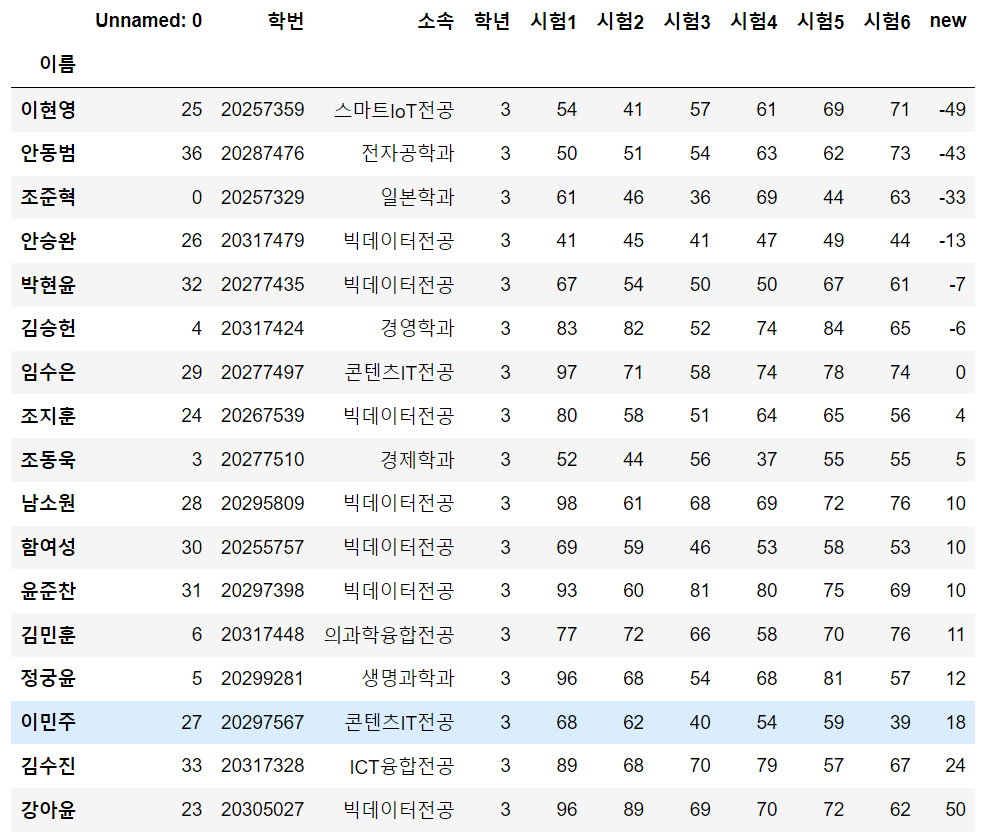 Unnamed: 0 학번 소속 학년 시험1 시험2 시험3 시험4 시험5 시험6 new
이름
이현영 25 20257359 스마트IoT전공 3 54 41 57 61 69 71 -49
안동범 36 20287476 전자공학과 3 50 51 54 63 62 73 -43
조준혁 0 20257329 일본학과 3 61 46 36 69 44 63 -33
안승완 26 20317479 빅데이터전공 3 41 45 41 47 49 44 -13
박현윤 32 20277435 빅데이터전공 3 67 54 50 50 67 61 -7
김승헌 4 20317424 경영학과 3 83 82 52 74 84 65 -6
임수은 29 20277497 콘텐츠IT전공 3 97 71 58 74 78 74 0
조지훈 24 20267539 빅데이터전공 3 80 58 51 64 65 56 4
조동욱 3 20277510 경제학과 3 52 44 56 37 55 55 5
남소원 28 20295809 빅데이터전공 3 98 61 68 69 72 76 10
함여성 30 20255757 빅데이터전공 3 69 59 46 53 58 53 10
윤준찬 31 20297398 빅데이터전공 3 93 60 81 80 75 69 10
김민훈 6 20317448 의과학융합전공 3 77 72 66 58 70 76 11
정궁윤 5 20299281 생명과학과 3 96 68 54 68 81 57 12
이민주 27 20297567 콘텐츠IT전공 3 68 62 40 54 59 39 18
김수진 33 20317328 ICT융합전공 3 89 68 70 79 57 67 24
강아윤 23 20305027 빅데이터전공 3 96 89 69 70 72 62 50